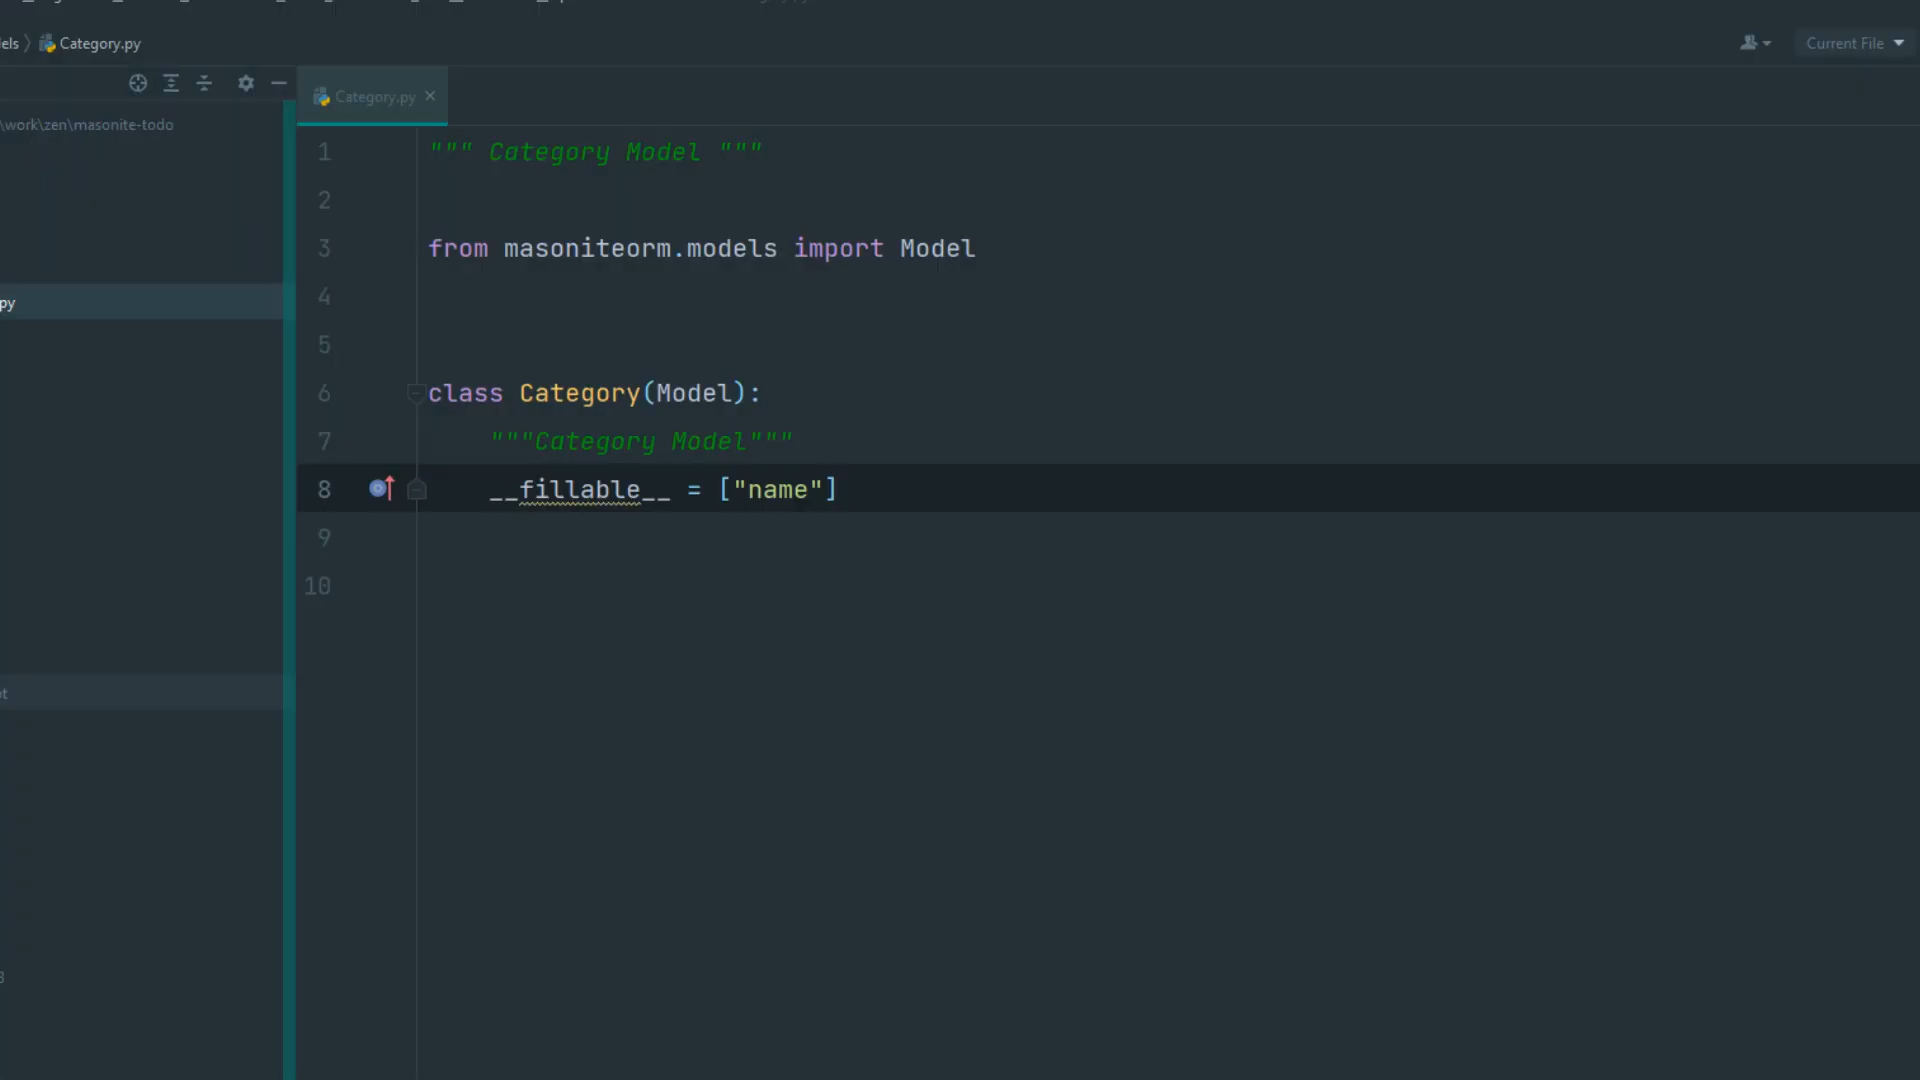 els 〉 Category.py
Current File
Category.py
\work\zen\masonite-todo
py
1 """ Category Model """
2
3 from masoniteorm.models import Model
4
5
6 class Category(Model):
7 """Category Model"""
8 __fillable__ = ["name"]
9
10